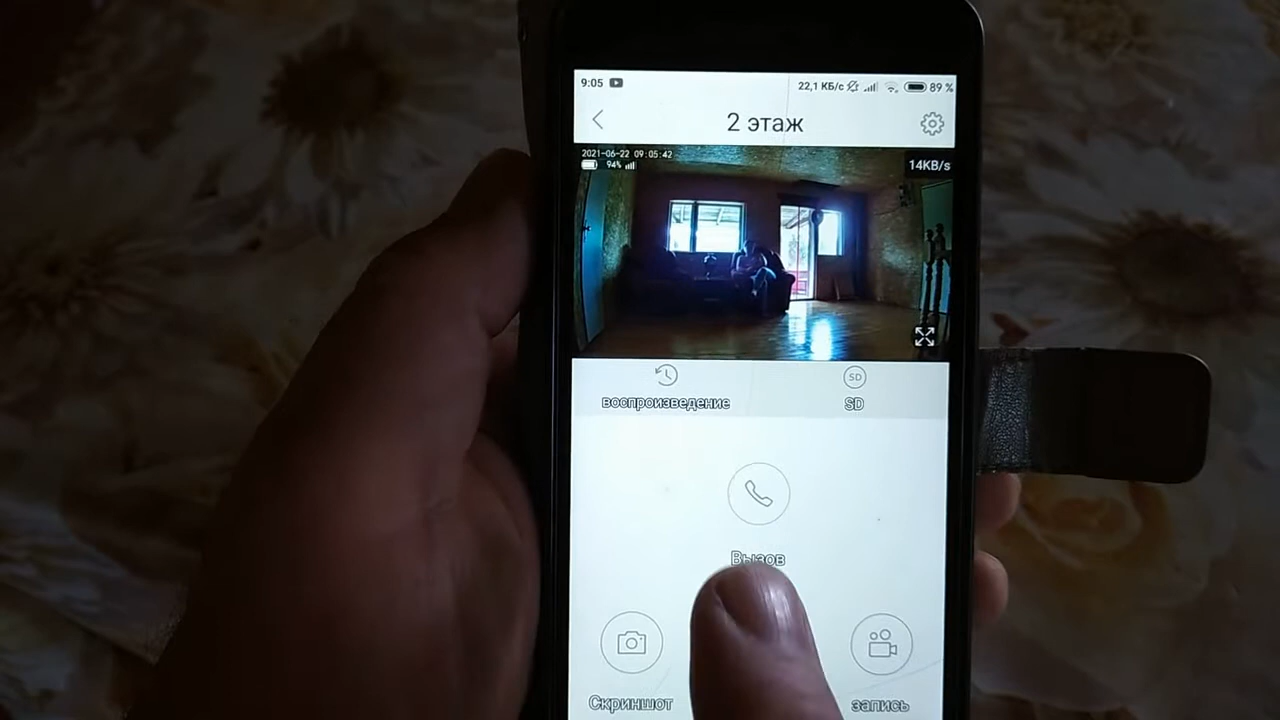 9:05 22,1 КБ/с 89 %
2 этаж
2021-06-22 09:05:42
94%
14KB/s
воспроизведение SD
SD
Вызов
Скриншот запись